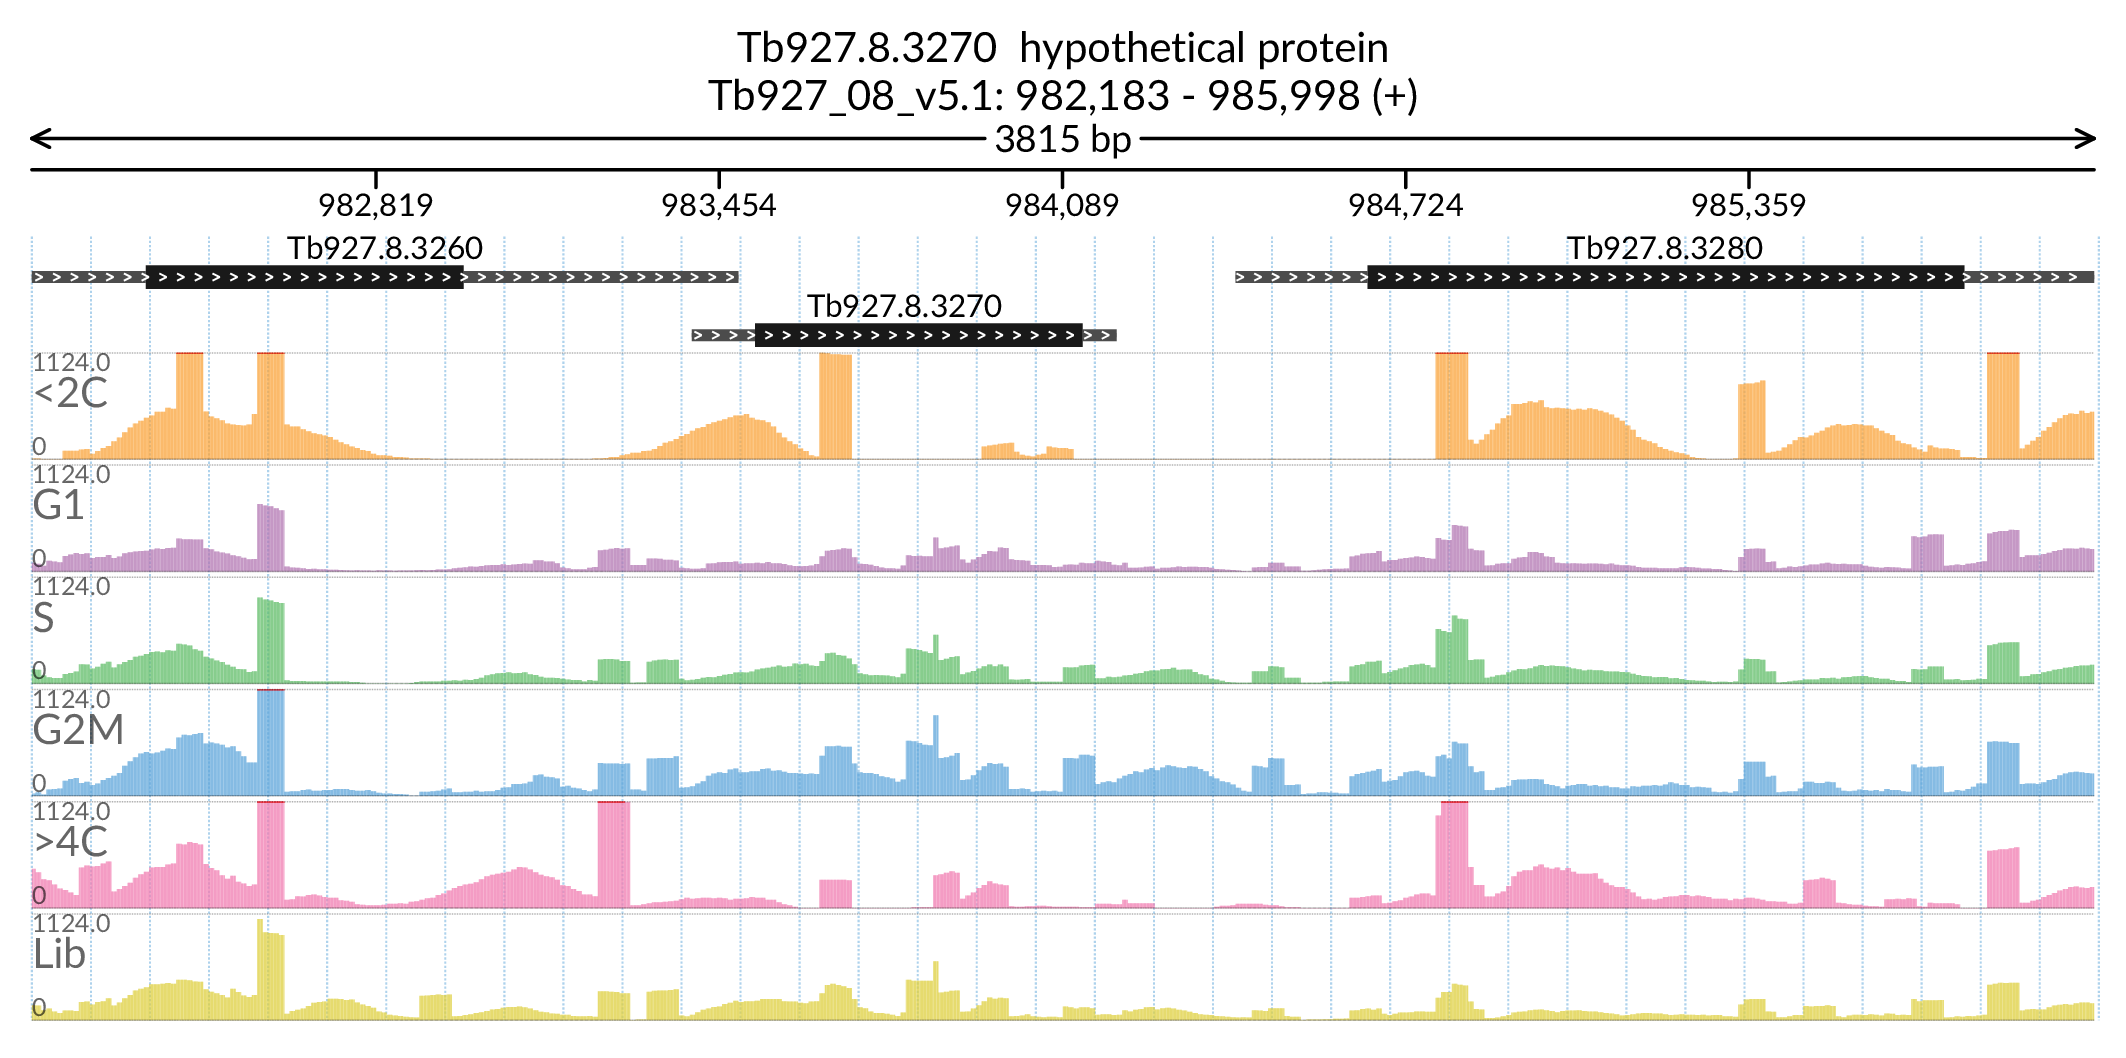 Tb927.8.3270  hypothetical protein
Tb927_08_v5.1: 982,183 - 985,998 (+)
3815 bp
982,819 983,454 984,089 984,724 985,359
Tb927.8.3260 Tb927.8.3280
Tb927.8.3270
1124.0
<2C
0
1124.0
G1
0
1124.0
S
0
1124.0
G2M
0
1124.0
>4C
0
1124.0
Lib
0